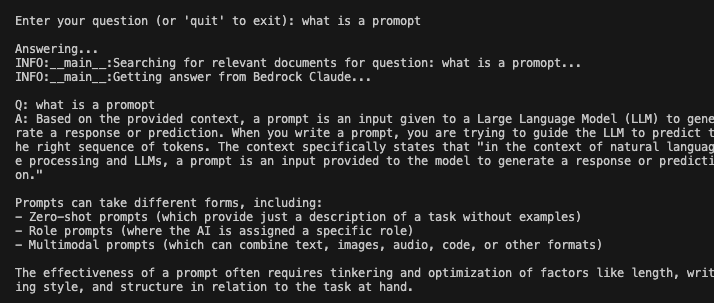 Enter your question (or 'quit' to exit): what is a promopt
Answering...
INFO:__main__:Searching for relevant documents for question: what is a promopt...
INFO:__main__:Getting answer from Bedrock Claude...
Q: what is a promopt
A: Based on the provided context, a prompt is an input given to a Large Language Model (LLM) to gene
rate a response or prediction. When you write a prompt, you are trying to guide the LLM to predict t
he right sequence of tokens. The context specifically states that "in the context of natural languag
e processing and LLMs, a prompt is an input provided to the model to generate a response or predicti
on."
Prompts can take different forms, including:
- Zero-shot prompts (which provide just a description of a task without examples)
- Role prompts (where the AI is assigned a specific role)
- Multimodal prompts (which can combine text, images, audio, code, or other formats)
The effectiveness of a prompt often requires tinkering and optimization of factors like length, writ
ing style, and structure in relation to the task at hand.